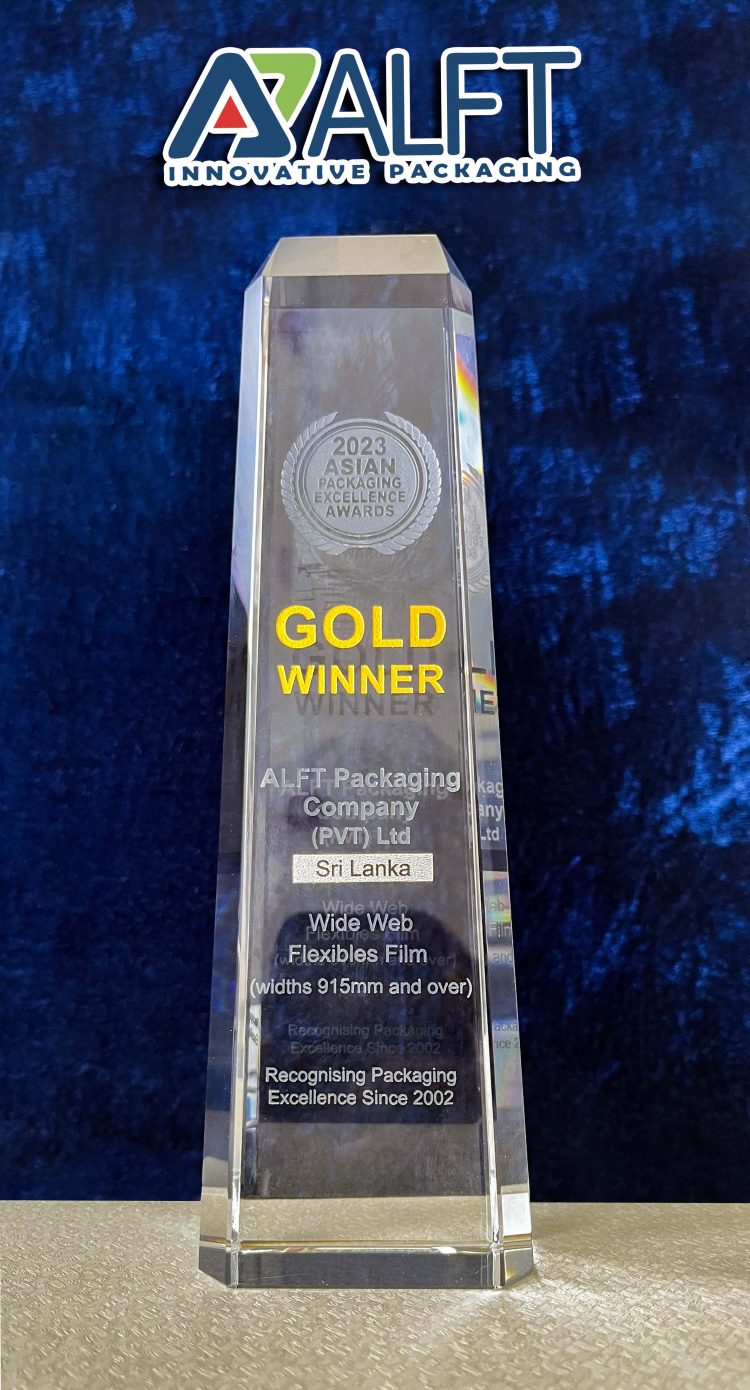 ALFT
INNOVATIVE PACKAGING
2023
ASIAN
PACKAGING
EXCELLENCE
AWARDS
GOLD
WINNER
ALFT Packaging
Company
(PVT) Ltd
Sri Lanka
Wide Web
Flexibles Film
(widths 915mm and over)
Recognising Packaging
Excellence Since 2002